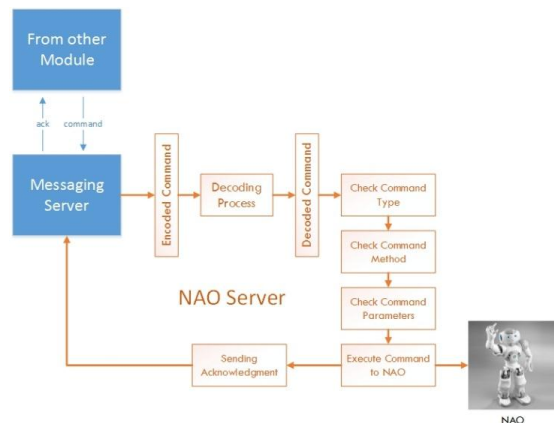 From other
Module
ack
command
Messaging
Server
Encoded Command
Decoding
Process
Decoded Command
Check Command
Type
Check Command
Method
NAO Server
Check Command
Parameters
Sending
Acknowledgment
Execute Command
to NAO
NAO